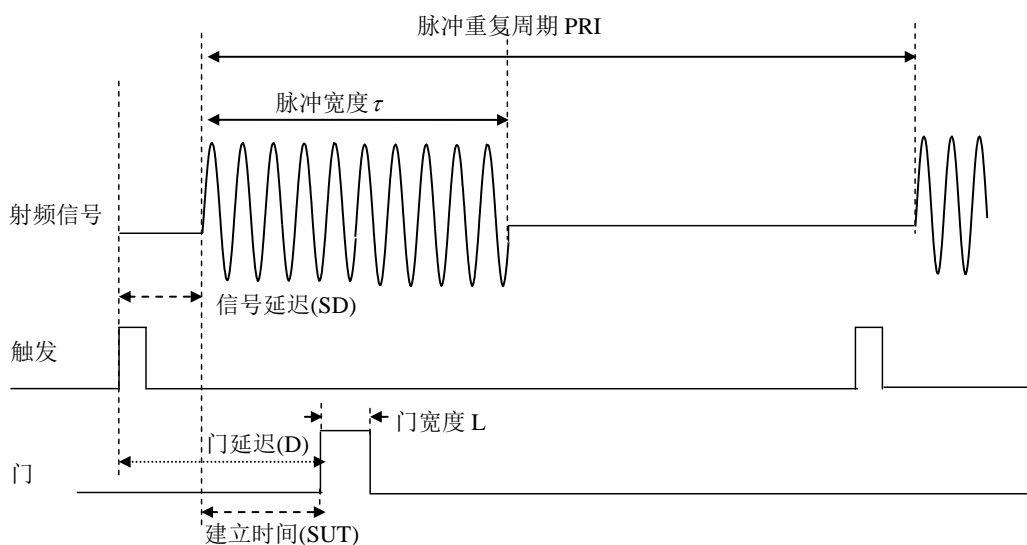 脉冲重复周期 PRI
脉冲宽度 τ
射频信号
信号延迟(SD)
触发
门宽度 L
门延迟(D)
门
建立时间(SUT)